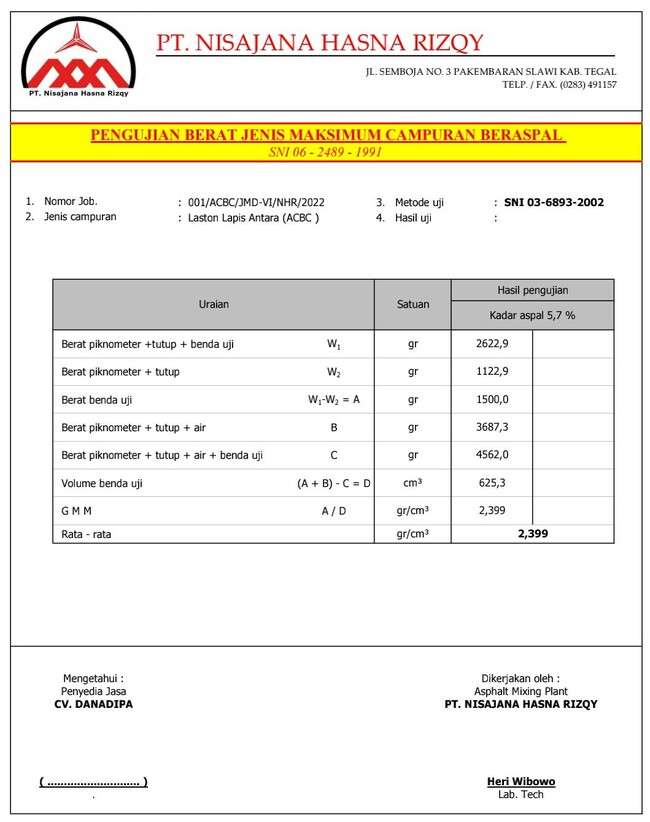 PT. NISAJANA HASNA RIZQY
JL. SEMBOJA NO. 3 PAKEMBARAN SLAWI KAB. TEGAL
TELP. / FAX. (0283) 491157
PT. Nisajana Hasna Rizqy
PENGUJIAN BERAT JENIS MAKSIMUM CAMPURAN BERASPAL
SNI 06 - 2489 - 1991
1. Nomor Job. : 001/ACBC/JMD-VI/NHR/2022 3. Metode uji : SNI 03-6893-2002
2. Jenis campuran : Laston Lapis Antara (ACBC ) 4. Hasil uji :
Uraian Satuan Hasil pengujian
Kadar aspal 5,7 %
Berat piknometer +tutup + benda uji W₁ gr 2622,9
Berat piknometer + tutup W₂ gr 1122,9
Berat benda uji W₁-W₂ = A gr 1500,0
Berat piknometer + tutup + air B gr 3687,3
Berat piknometer + tutup + air + benda uji C gr 4562,0
Volume benda uji (A + B) - C = D cm³ 625,3
G M M A / D gr/cm³ 2,399
Rata - rata gr/cm³ 2,399
Mengetahui : Dikerjakan oleh :
Penyedia Jasa Asphalt Mixing Plant
CV. DANADIPA PT. NISAJANA HASNA RIZQY
( ............................ ) Heri Wibowo
. Lab. Tech